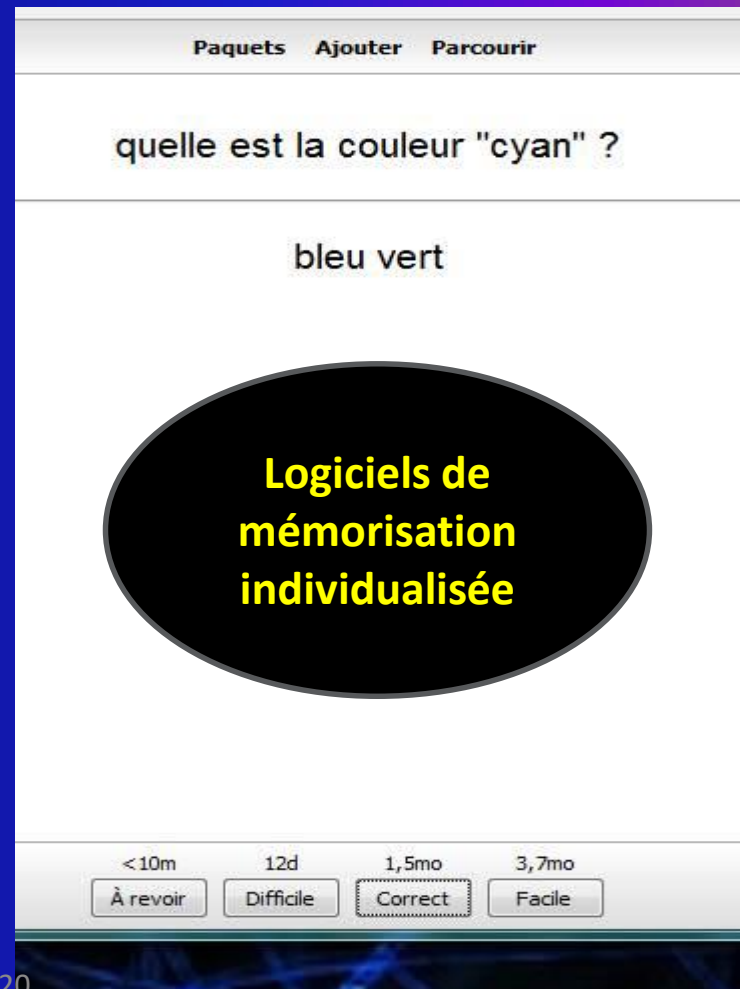 Paquets Ajouter Parcourir
quelle est la couleur "cyan" ?
bleu vert
Logiciels de
mémorisation
individualisée
<10m 12d 1,5mo 3,7mo
À revoir Difficile Correct Facile
20